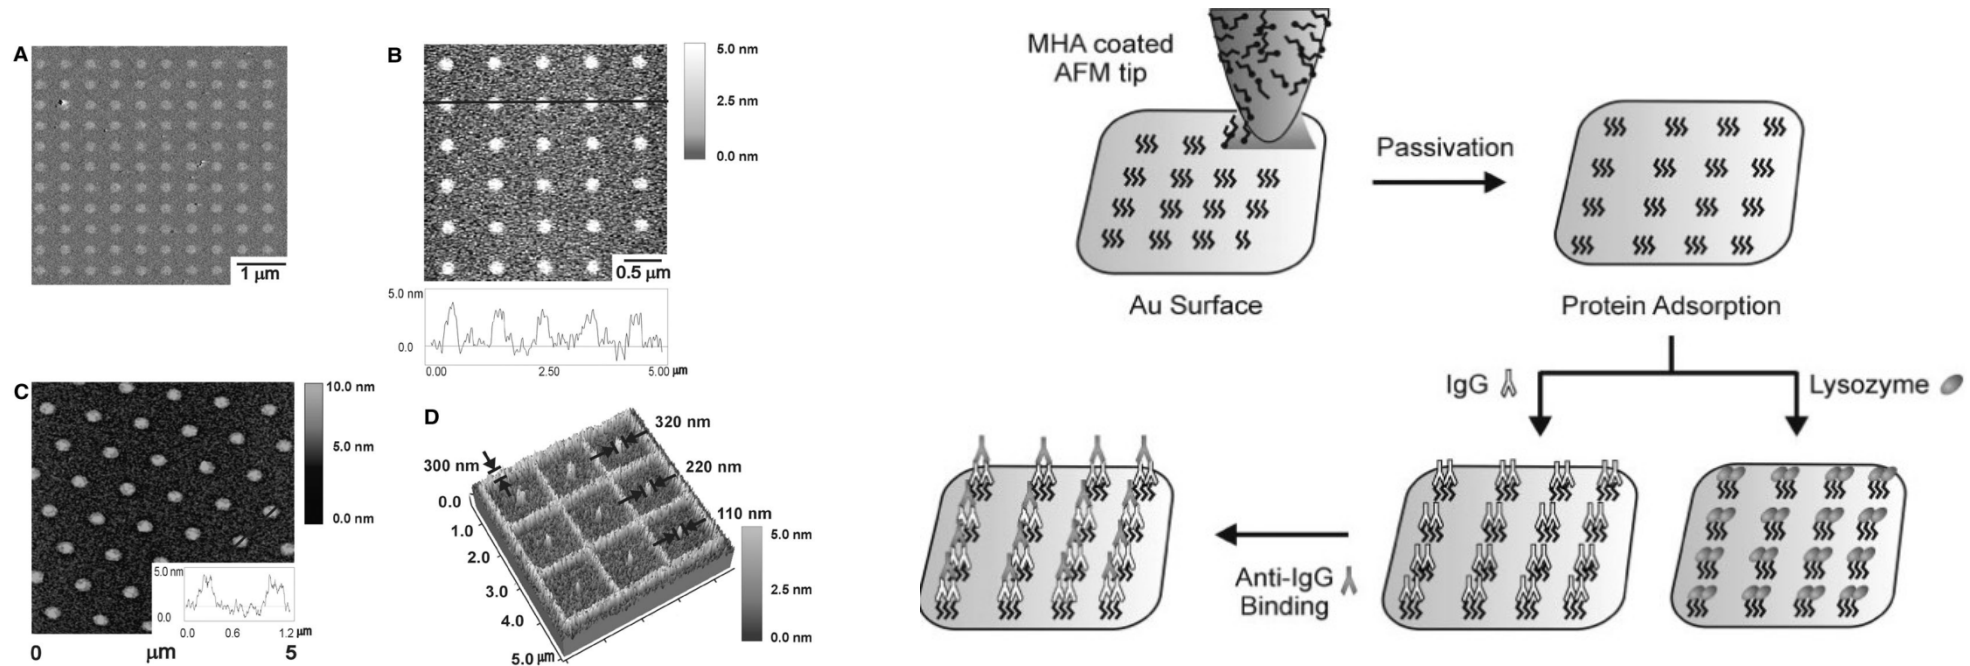 A
1 μm
B
5.0 nm
2.5 nm
0.0 nm
0.5 μm
5.0 nm
0.0
0.00
2.50
5.00 μm
C
10.0 nm
5.0 nm
0.0 nm
5.0 nm
0.0
0.0
0.6
1.2 μm
0
μm
5
D
320 nm
300 nm
220 nm
110 nm
0.0
1.0
2.0
3.0
4.0
5.0 μm
5.0 nm
2.5 nm
0.0 nm
MHA coated
AFM tip
Passivation
Au Surface
Protein Adsorption
IgG
Lysozyme
Anti-IgG
Binding